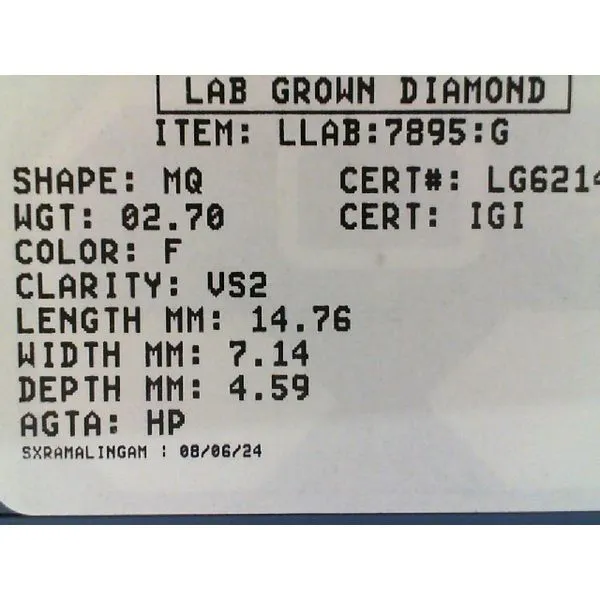 LAB GROWN DIAMOND
ITEM: LLAB:7895:G
SHAPE: MQ CERT#: LG6214
WGT: 02.70 CERT: IGI
COLOR: F
CLARITY: VS2
LENGTH MM: 14.76
WIDTH MM: 7.14
DEPTH MM: 4.59
AGTA: HP
SXRAMALINGAM : 08/06/24